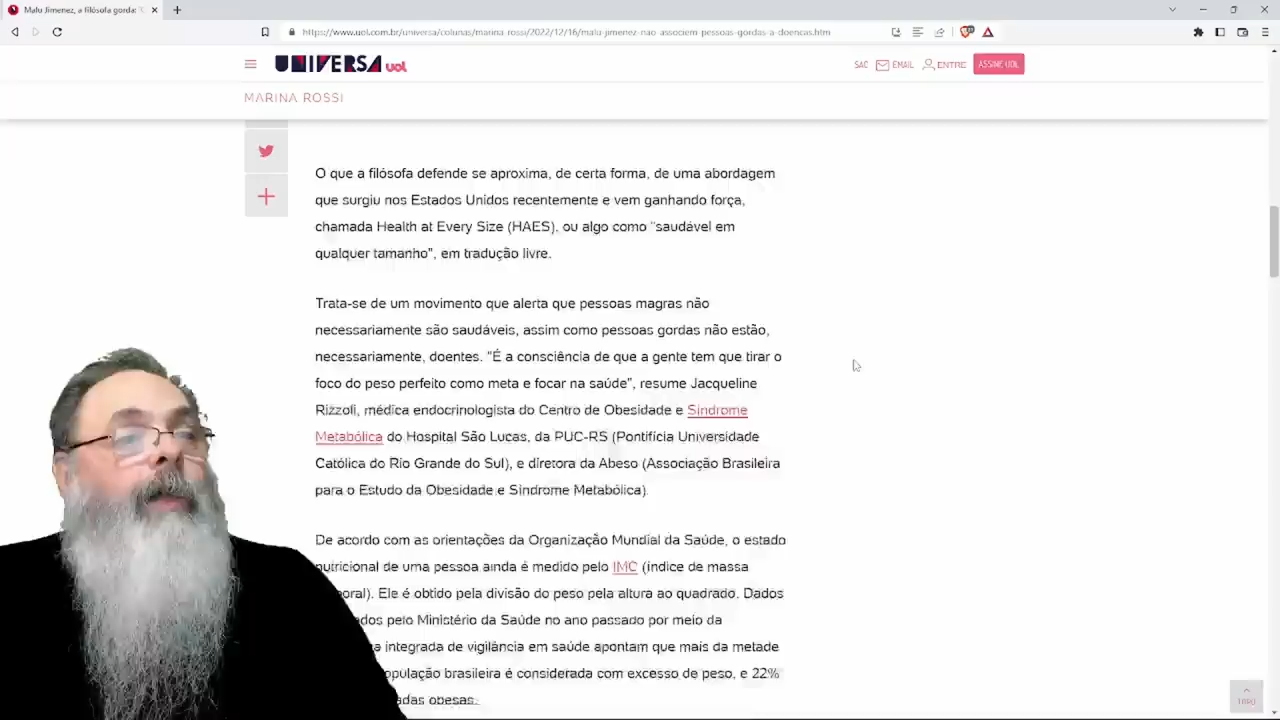 Malu Jimenez, a filósofa gorda:
https://www.uol.com.br/universa/colunas/marina-rossi/2022/12/16/malu-jimenez-nao-associem-pessoas-gordas-a-doencas.htm
UNIVERSA uol
SAC EMAIL ENTRE ASSINE UOL
MARINA ROSSI
O que a filósofa defende se aproxima, de certa forma, de uma abordagem
que surgiu nos Estados Unidos recentemente e vem ganhando força,
chamada Health at Every Size (HAES), ou algo como "saudável em
qualquer tamanho", em tradução livre.
Trata-se de um movimento que alerta que pessoas magras não
necessariamente são saudáveis, assim como pessoas gordas não estão,
necessariamente, doentes. "É a consciência de que a gente tem que tirar o
foco do peso perfeito como meta e focar na saúde", resume Jacqueline
Rizzoli, médica endocrinologista do Centro de Obesidade e Síndrome
Metabólica do Hospital São Lucas, da PUC-RS (Pontifícia Universidade
Católica do Rio Grande do Sul), e diretora da Abeso (Associação Brasileira
para o Estudo da Obesidade e Síndrome Metabólica).
De acordo com as orientações da Organização Mundial da Saúde, o estado
nutricional de uma pessoa ainda é medido pelo IMC (índice de massa
poral). Ele é obtido pela divisão do peso pela altura ao quadrado. Dados
ados pelo Ministério da Saúde no ano passado por meio da
a integrada de vigilância em saúde apontam que mais da metade
opulação brasileira é considerada com excesso de peso, e 22%
adas obesas.
TOPO